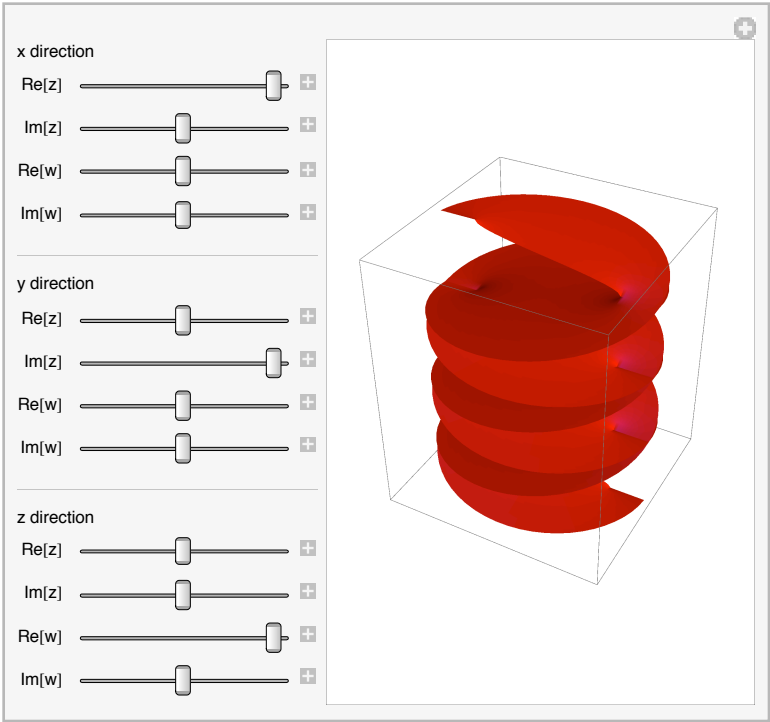 x direction
Re[z]
Im[z]
Re[w]
Im[w]
y direction
Re[z]
Im[z]
Re[w]
Im[w]
z direction
Re[z]
Im[z]
Re[w]
Im[w]